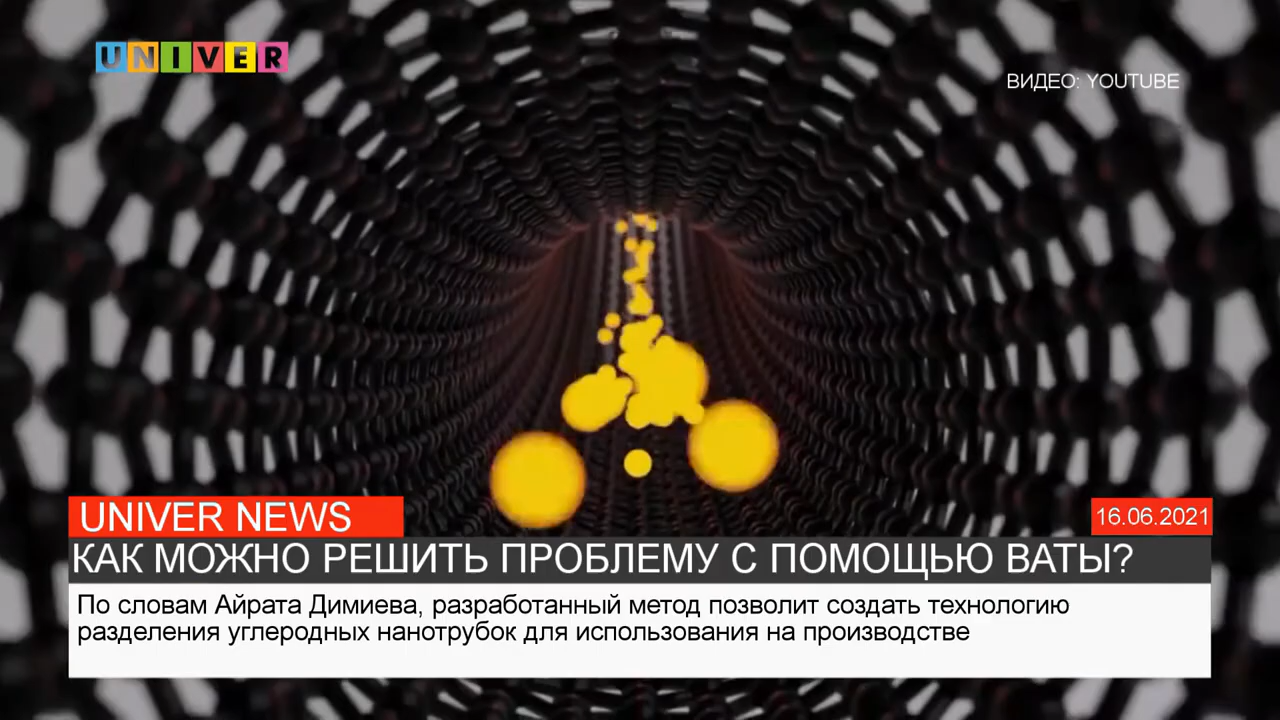 UNIVER
ВИДЕО: YOUTUBE
UNIVER NEWS
16.06.2021
КАК МОЖНО РЕШИТЬ ПРОБЛЕМУ С ПОМОЩЬЮ ВАТЫ?
По словам Айрата Димиева, разработанный метод позволит создать технологию
разделения углеродных нанотрубок для использования на производстве